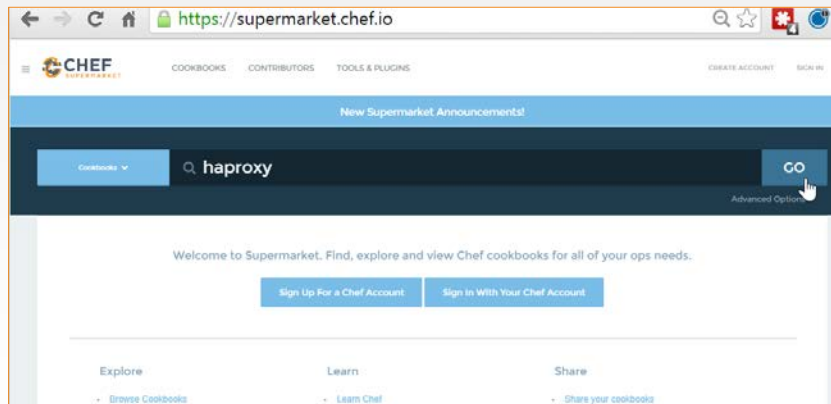 https://supermarket.chef.io
4
CHEF
SUPERMARKET
COOKBOOKS CONTRIBUTORS TOOLS & PLUGINS
CREATE ACCOUNT SIGN IN
New Supermarket Announcements!
Cookbooks haproxy GO
Advanced Options
Welcome to Supermarket. Find, explore and view Chef cookbooks for all of your ops needs.
Sign Up For a Chef Account Sign In With Your Chef Account
Explore Learn Share
- Browse Cookbooks - Learn Chef - Share your cookbooks